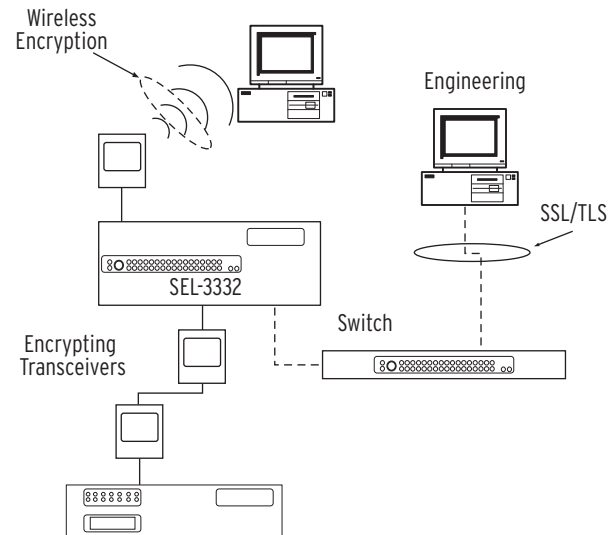 Wireless
Encryption
Engineering
SSL/TLS
SEL-3332
Switch
Encrypting
Transceivers